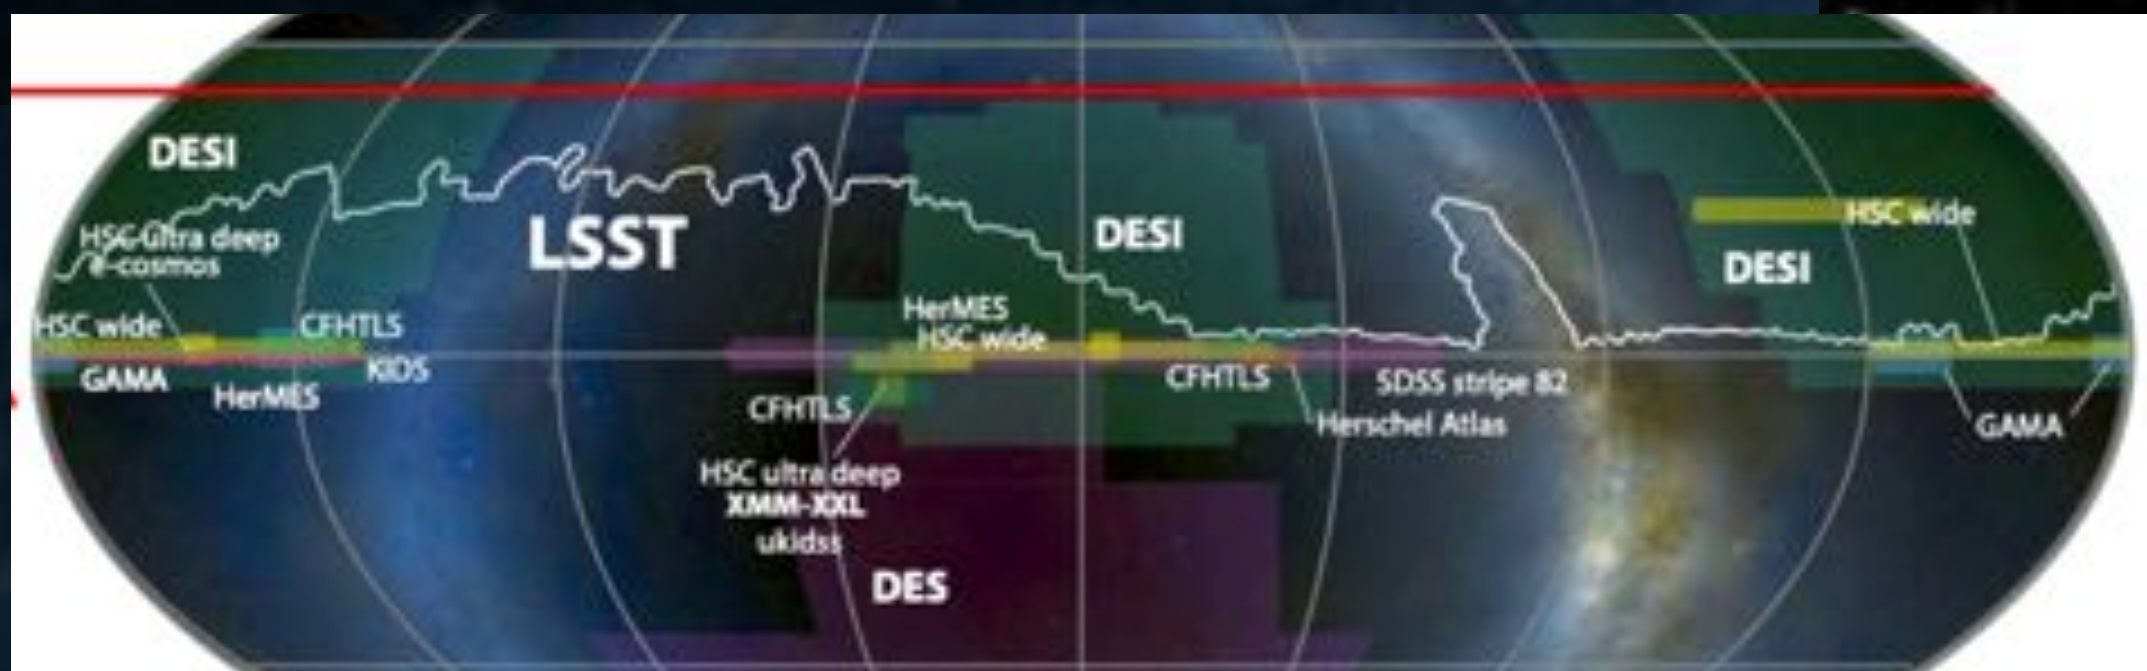 DESI
HSC Ultra deep
e-cosmos
HSC wide
CFHTLS
GAMA
HerMES
KIDS
LSST
DESI
HerMES
HSC wide
CFHTLS
CFHTLS
HSC ultra deep
XMM-XXL
ukidss
DES
SDSS stripe 82
Herschel Atlas
HSC wide
DESI
GAMA